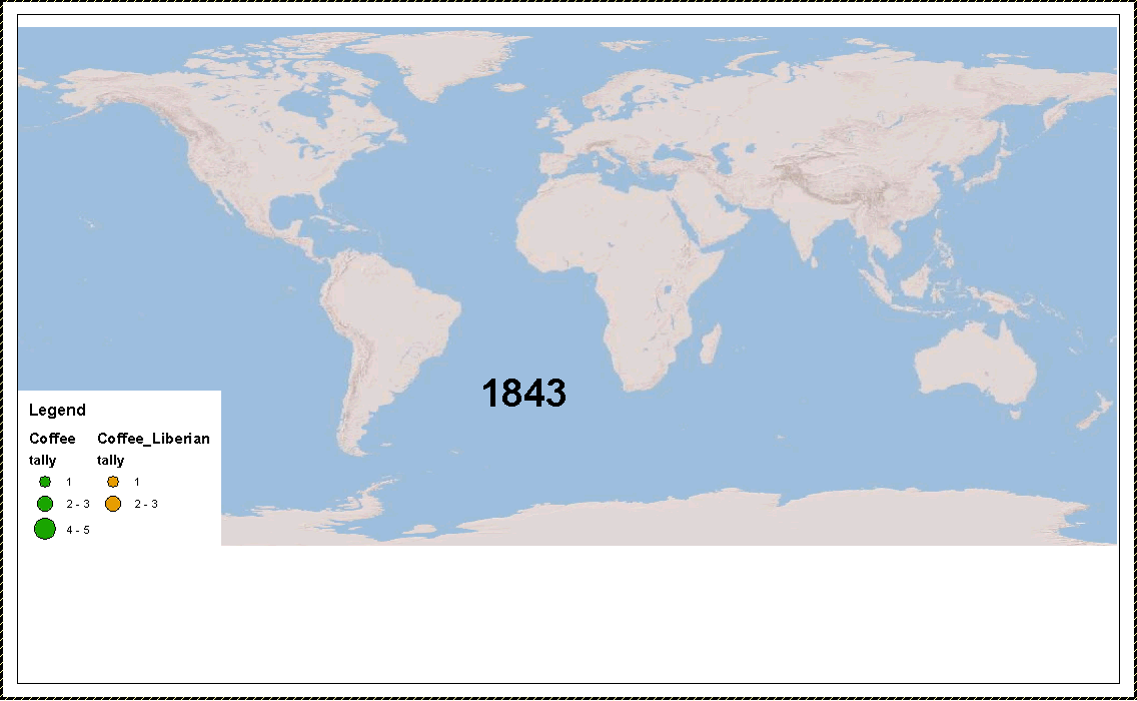 1843
Legend
Coffee Coffee_Liberian
tally tally
1 1
2 - 3 2 - 3
4 - 5